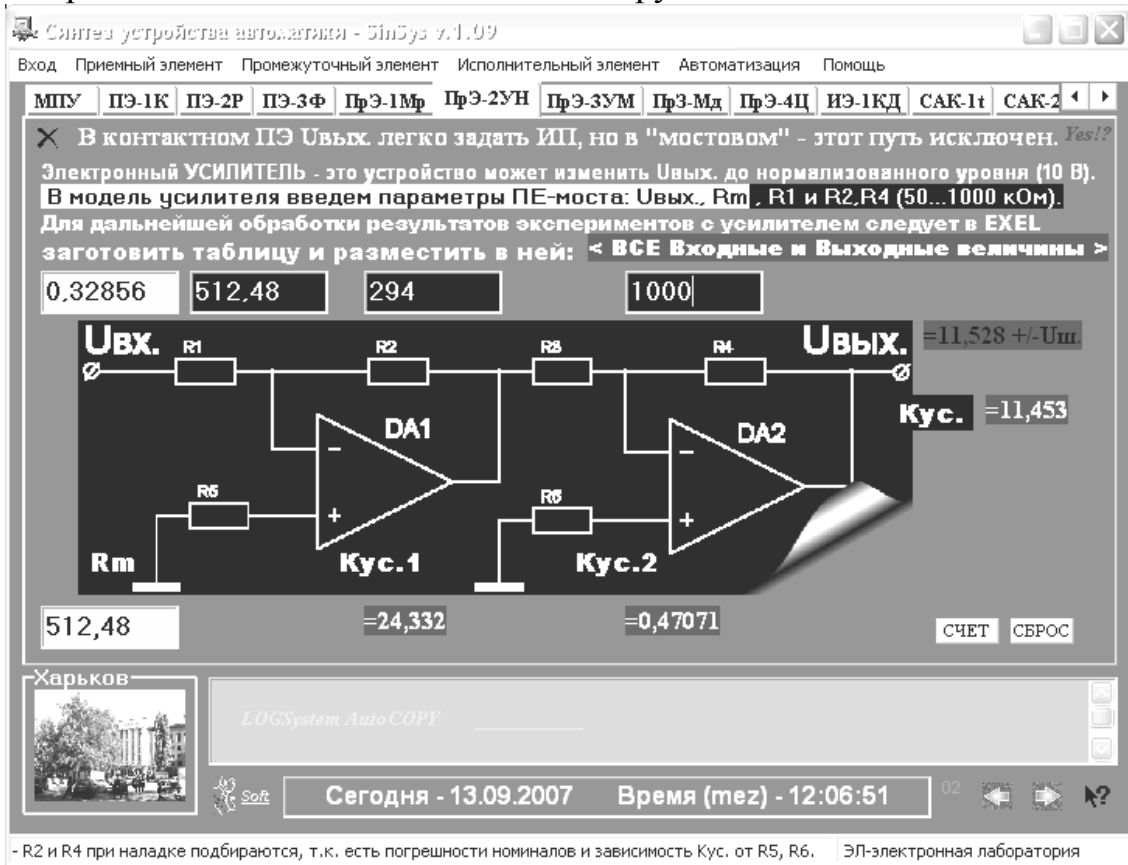 Синтез устройства автоматики - SinSys v.1.09
Вход Приемный элемент Промежуточный элемент Исполнительный элемент Автоматизация Помощь
МПУ ПЭ-1К ПЭ-2Р ПЭ-3Ф ПрЭ-1Мр ПрЭ-2УН ПрЭ-3УМ Пр3-Мд ПрЭ-4Ц ИЭ-1КД САК-1t САК-2
В контактном ПЭ Uвых. легко задать ИП, но в "мостовом" - этот путь исключен. Yes!?
Электронный УСИЛИТЕЛЬ - это устройство может изменить Uвых. до нормализованного уровня (10 В).
В модель усилителя введем параметры ПЕ-моста: Uвых., Rm , R1 и R2,R4 (50...1000 кОм).
Для дальнейшей обработки результатов экспериментов с усилителем следует в EXEL
заготовить таблицу и разместить в ней: < ВСЕ Входные и Выходные величины >
0,32856 512,48 294 1000
Uвх. R1 R2 R3 R4 Uвых. =11,528 +/-Uш.
Кус. =11,453
DA1 DA2
R5 R6
Rm Кус.1 Кус.2
512,48 =24,332 =0,47071 СЧЕТ СБРОС
Харьков
LOGSystem AutoCOPY
Soft Сегодня - 13.09.2007 Время (mez) - 12:06:51 02
- R2 и R4 при наладке подбираются, т.к. есть погрешности номиналов и зависимость Кус. от R5, R6. ЭЛ-электронная лаборатория